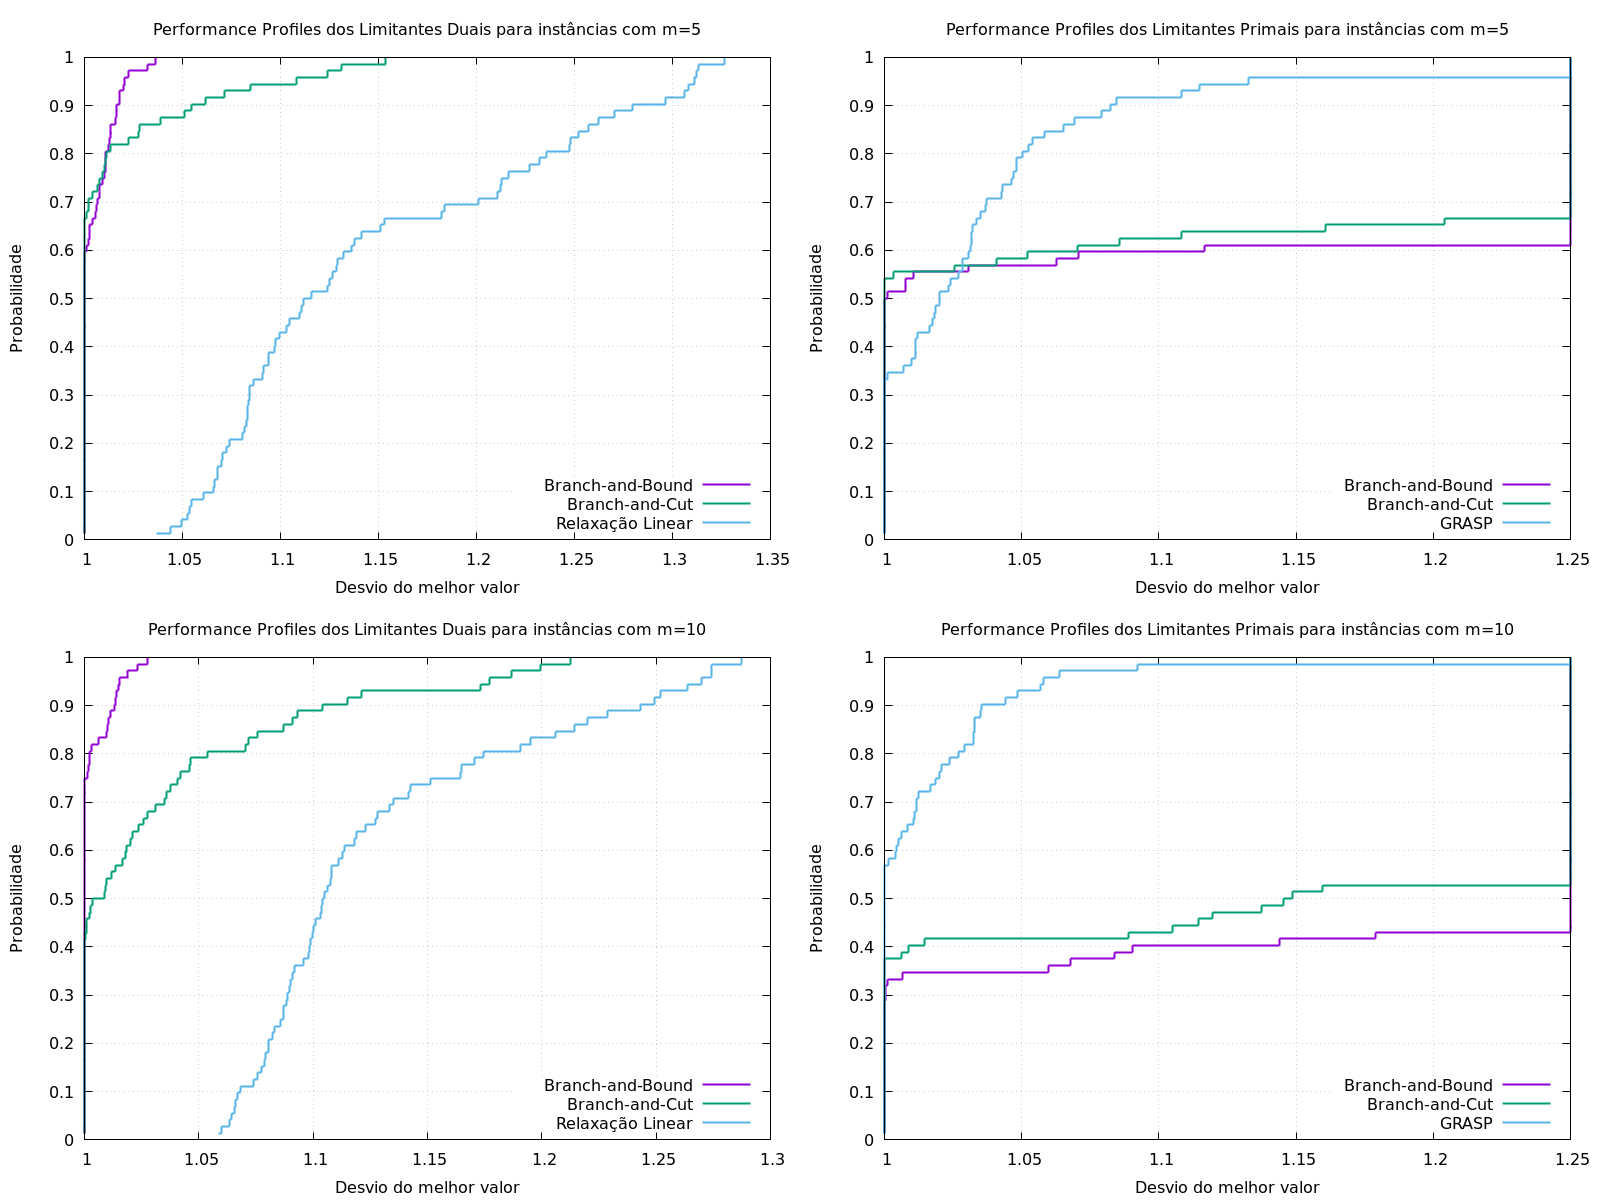 Performance Profiles dos Limitantes Duais para instâncias com m=5
1
0.9
0.8
0.7
0.6
0.5
0.4
0.3
0.2
0.1
0
Probabilidade
Branch-and-Bound
Branch-and-Cut
Relaxação Linear
1 1.05 1.1 1.15 1.2 1.25 1.3 1.35
Desvio do melhor valor
Performance Profiles dos Limitantes Primais para instâncias com m=5
1
0.9
0.8
0.7
0.6
0.5
0.4
0.3
0.2
0.1
0
Probabilidade
Branch-and-Bound
Branch-and-Cut
GRASP
1 1.05 1.1 1.15 1.2 1.25
Desvio do melhor valor
Performance Profiles dos Limitantes Duais para instâncias com m=10
1
0.9
0.8
0.7
0.6
0.5
0.4
0.3
0.2
0.1
0
Probabilidade
Branch-and-Bound
Branch-and-Cut
Relaxação Linear
1 1.05 1.1 1.15 1.2 1.25 1.3
Desvio do melhor valor
Performance Profiles dos Limitantes Primais para instâncias com m=10
1
0.9
0.8
0.7
0.6
0.5
0.4
0.3
0.2
0.1
0
Probabilidade
Branch-and-Bound
Branch-and-Cut
GRASP
1 1.05 1.1 1.15 1.2 1.25
Desvio do melhor valor